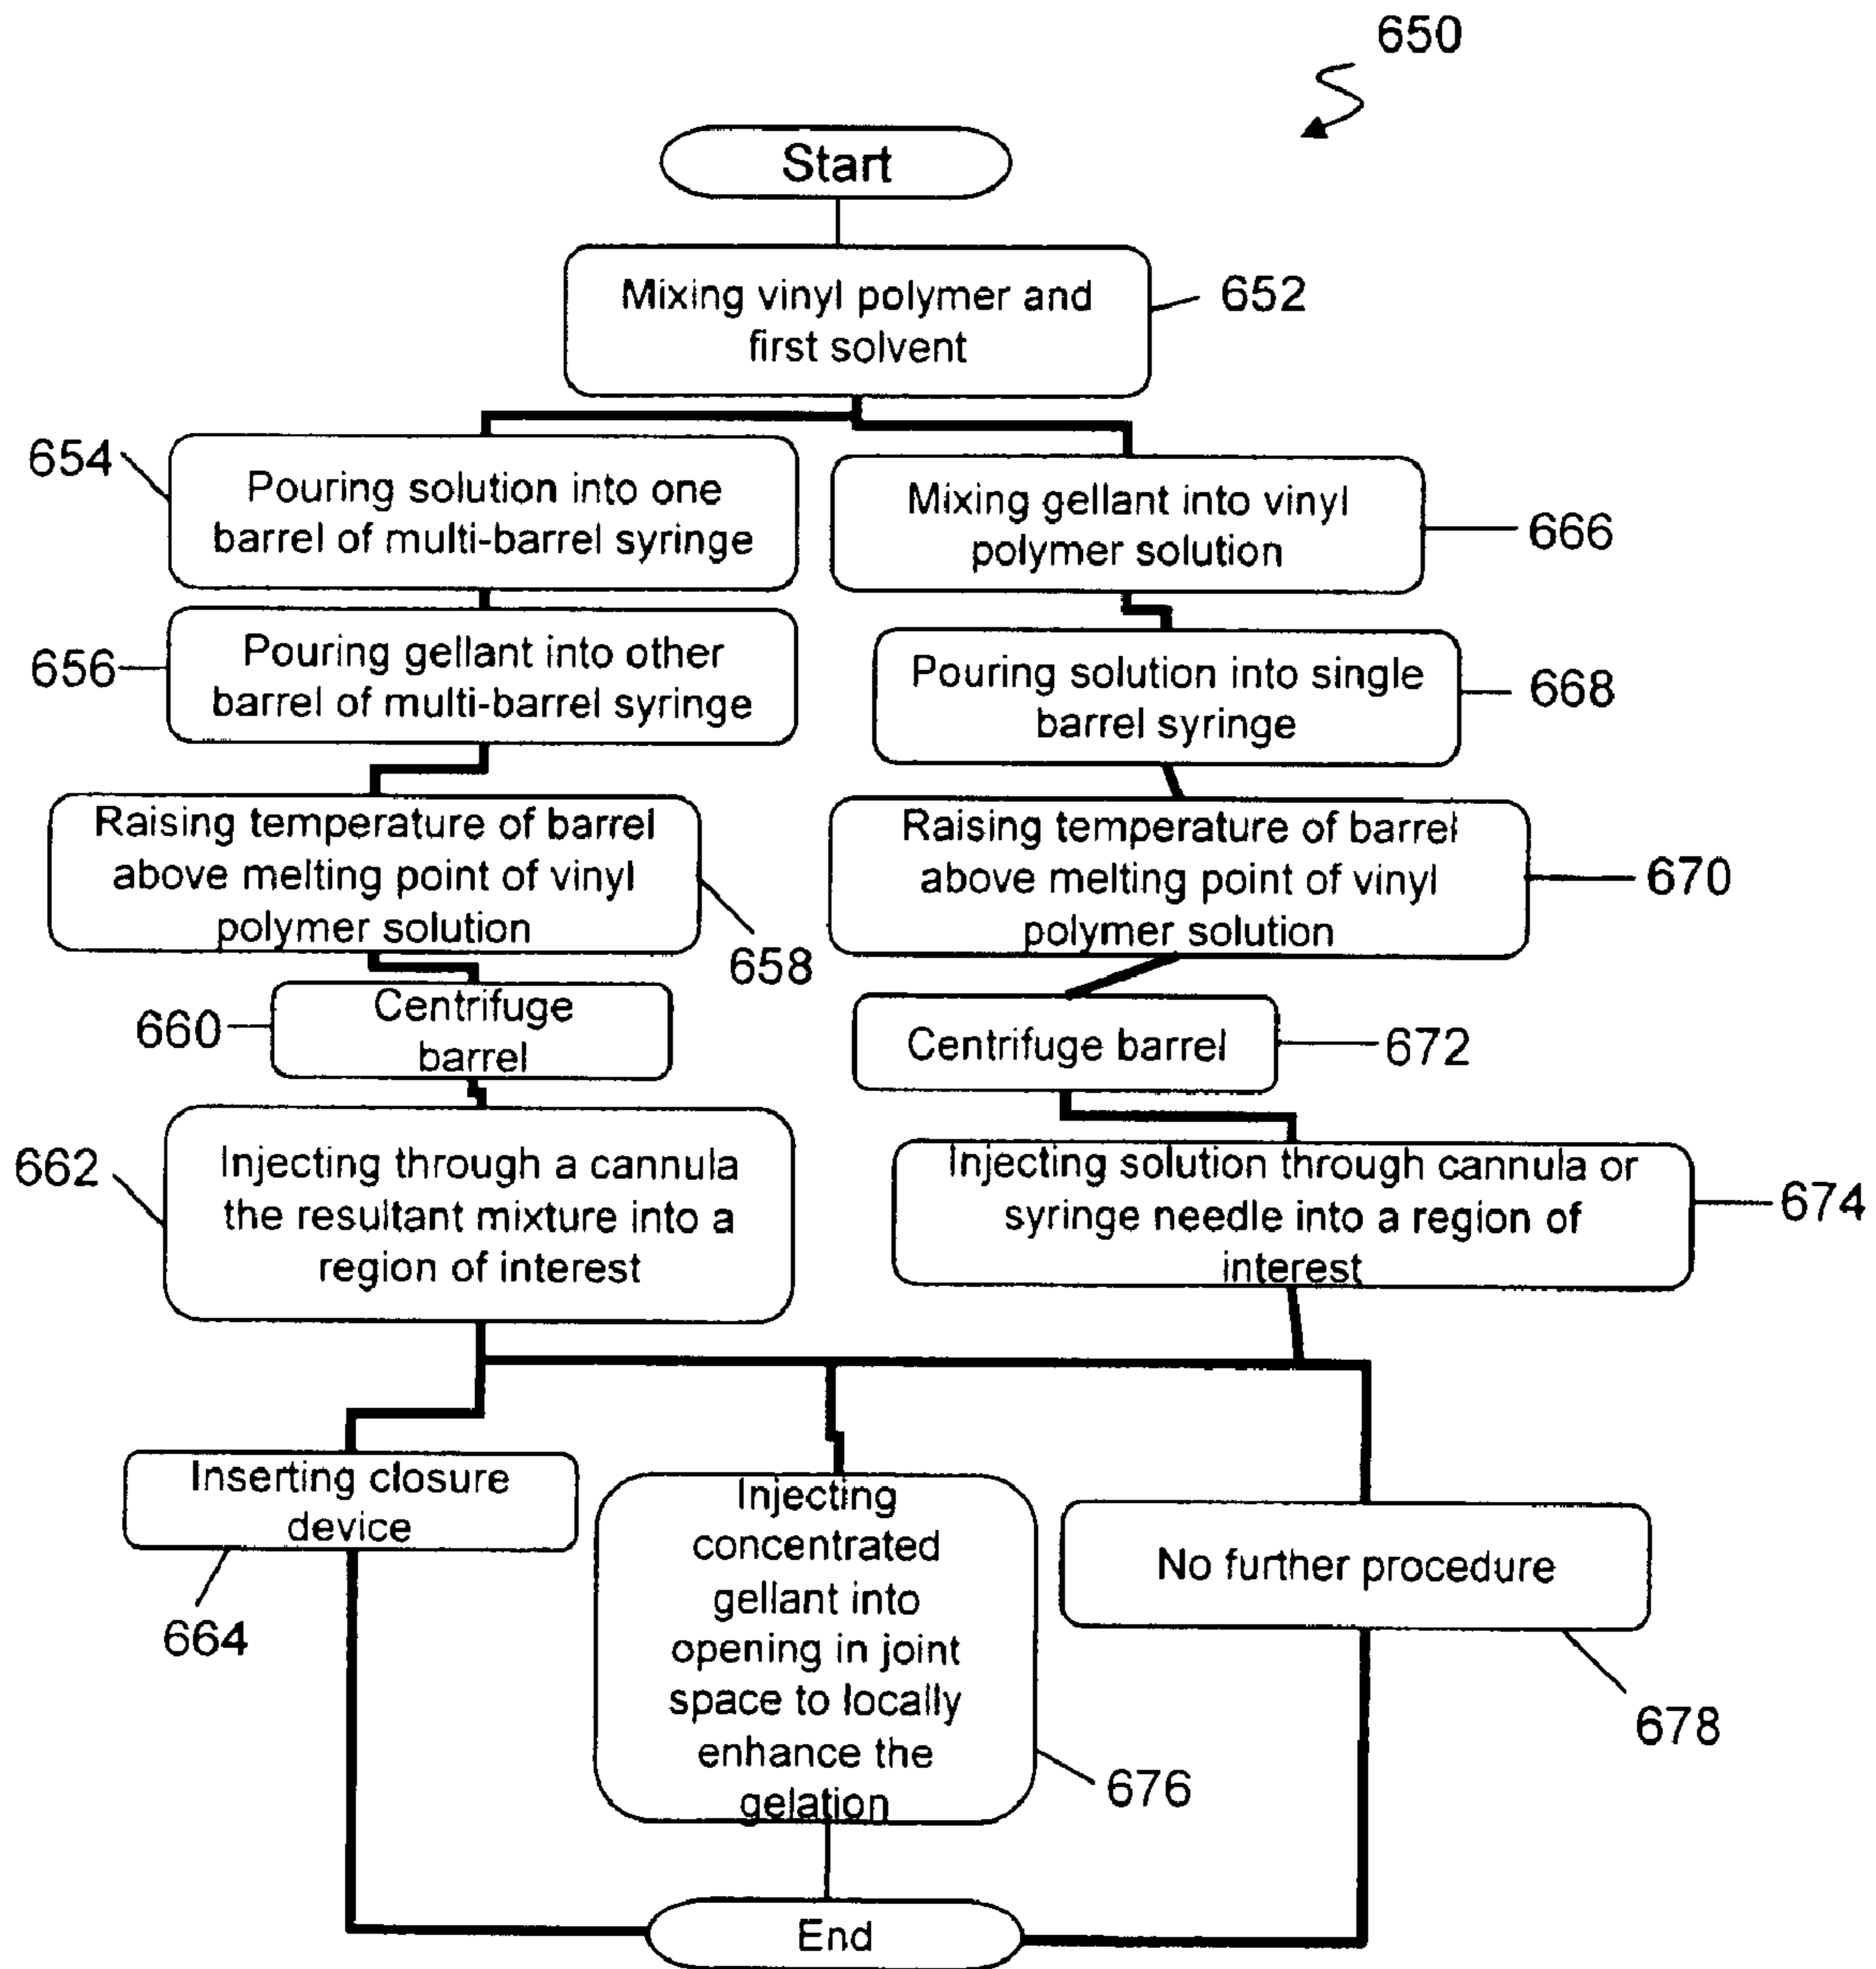 650
Start
Mixing vinyl polymer and
first solvent
652
654
Pouring solution into one
barrel of multi-barrel syringe
Mixing gellant into vinyl
polymer solution
666
656
Pouring gellant into other
barrel of multi-barrel syringe
Pouring solution into single
barrel syringe
668
Raising temperature of barrel
above melting point of vinyl
polymer solution
658
Raising temperature of barrel
above melting point of vinyl
polymer solution
670
660
Centrifuge
barrel
Centrifuge barrel
672
662
Injecting through a cannula
the resultant mixture into a
region of interest
Injecting solution through cannula or
syringe needle into a region of
interest
674
Inserting closure
device
664
Injecting
concentrated
gellant into
opening in joint
space to locally
enhance the
gelation
676
No further procedure
678
End